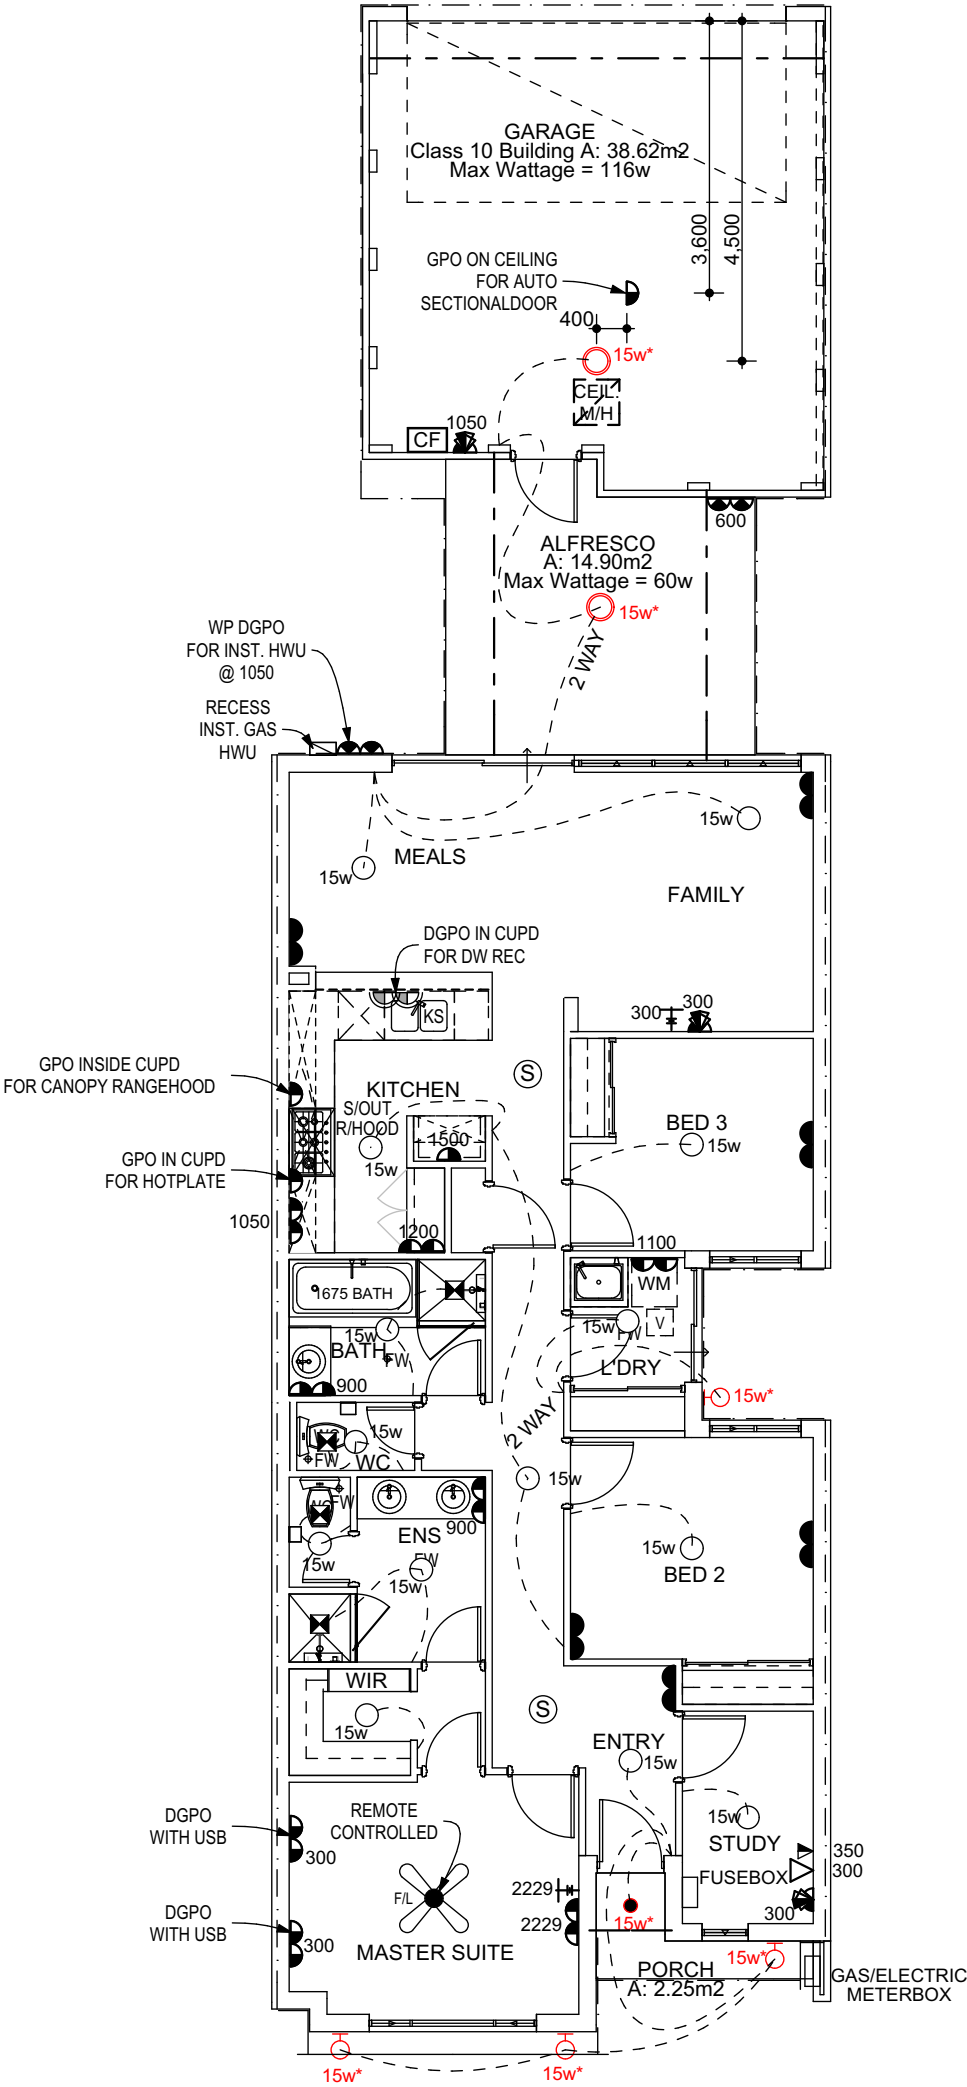 GARAGE
Class 10 Building A: 38.62m2
Max Wattage = 116w
3,600
4,500
GPO ON CEILING
FOR AUTO
SECTIONALDOOR
400
15w*
CEIL.
M/H
CF
1050
600
ALFRESCO
A: 14.90m2
Max Wattage = 60w
15w*
2 WAY
WP DGPO
FOR INST. HWU
@ 1050
RECESS
INST. GAS
HWU
15w
MEALS
15w
FAMILY
DGPO IN CUPD
FOR DW REC
KS
300
300
GPO INSIDE CUPD
FOR CANOPY RANGEHOOD
S
KITCHEN
S/OUT
R/HOOD
15w
1500
BED 3
15w
GPO IN CUPD
FOR HOTPLATE
1050
1200
1100
WM
1675 BATH
15w
BATH
FW
900
15w
FW
V
L'DRY
15w*
2 WAY
15w
WC
FW
WC
15w
WC
FW
ENS
900
15w
FW
15w
15w
BED 2
WIR
15w
S
ENTRY
15w
15w
STUDY
DGPO
WITH USB
300
REMOTE
CONTROLLED
F/L
350
300
FUSEBOX
300
2229
2229
15w*
DGPO
WITH USB
300
MASTER SUITE
15w*
PORCH
A: 2.25m2
GAS/ELECTRIC
METERBOX
15w*
15w*